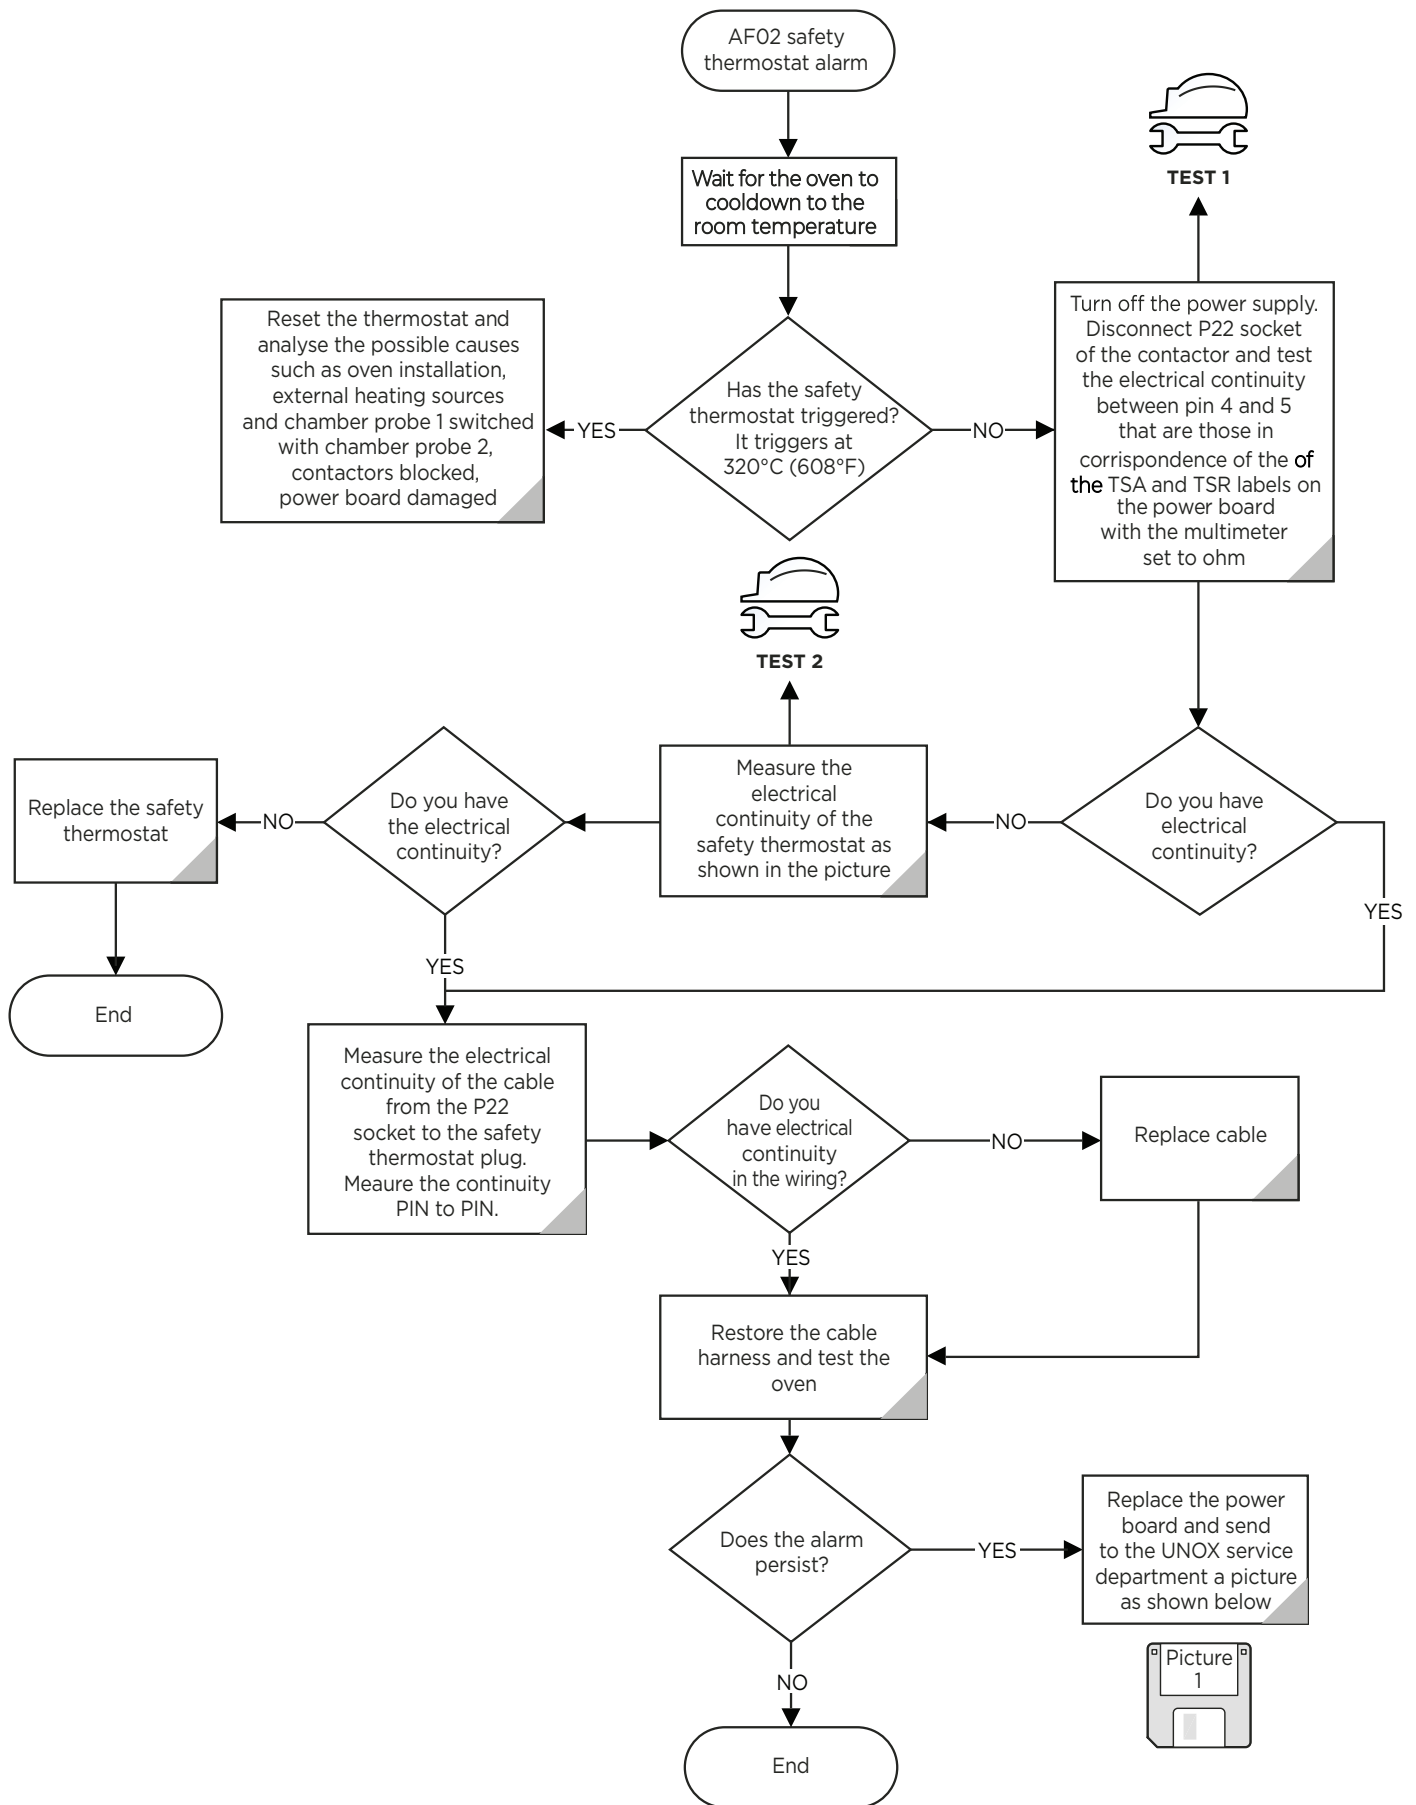 AF02 safety
thermostat alarm
TEST 1
Wait for the oven to
cooldown to the
room temperature
Reset the thermostat and
analyse the possible causes
such as oven installation,
external heating sources
and chamber probe 1 switched
with chamber probe 2,
contactors blocked,
power board damaged
YES
Has the safety
thermostat triggered?
It triggers at
320°C (608°F)
NO
Turn off the power supply.
Disconnect P22 socket
of the contactor and test
the electrical continuity
between pin 4 and 5
that are those in
corrispondence of the of
the TSA and TSR labels on
the power board
with the multimeter
set to ohm
TEST 2
Replace the safety
thermostat
NO
Do you have
the electrical
continuity?
Measure the
electrical
continuity of the
safety thermostat as
shown in the picture
NO
Do you have
electrical
continuity?
YES
YES
End
Measure the electrical
continuity of the cable
from the P22
socket to the safety
thermostat plug.
Meaure the continuity
PIN to PIN.
Do you
have electrical
continuity
in the wiring?
NO
Replace cable
YES
Restore the cable
harness and test the
oven
Does the alarm
persist?
YES
Replace the power
board and send
to the UNOX service
department a picture
as shown below
Picture
1
NO
End